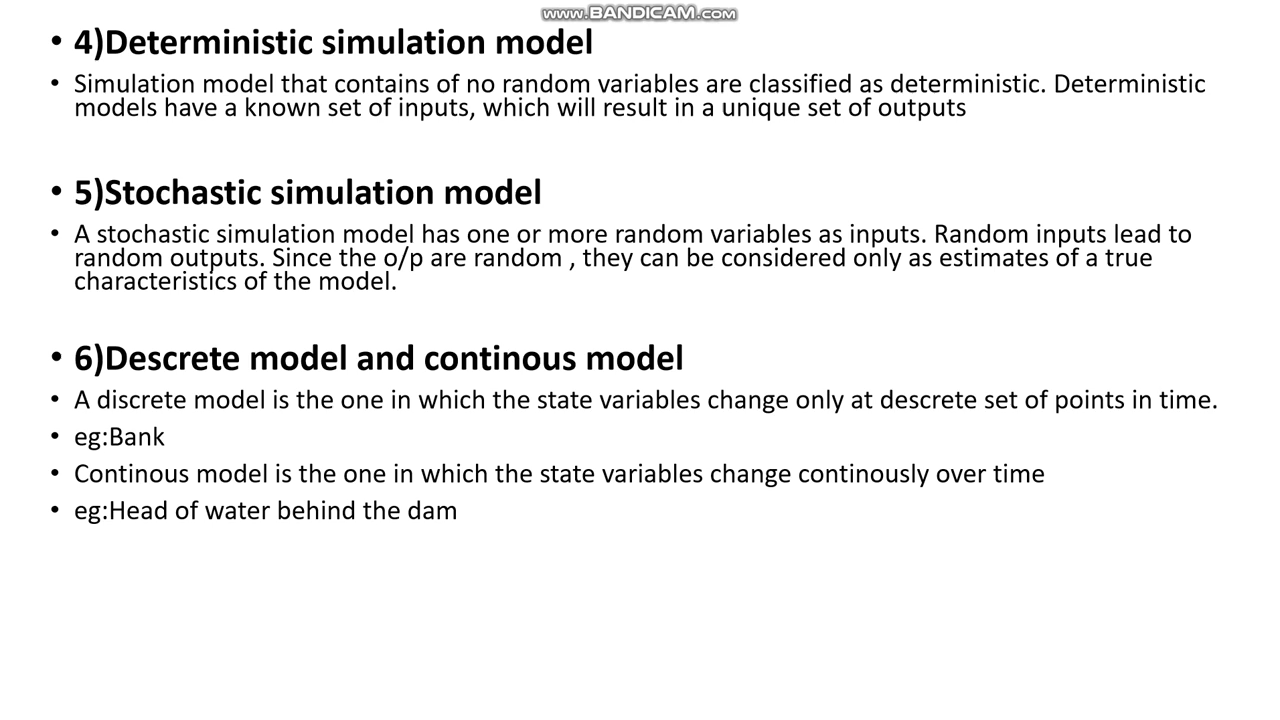 www.BANDICAM.com
• 4)Deterministic simulation model
• Simulation model that contains of no random variables are classified as deterministic. Deterministic
models have a known set of inputs, which will result in a unique set of outputs
• 5)Stochastic simulation model
• A stochastic simulation model has one or more random variables as inputs. Random inputs lead to
random outputs. Since the o/p are random , they can be considered only as estimates of a true
characteristics of the model.
• 6)Descrete model and continous model
• A discrete model is the one in which the state variables change only at descrete set of points in time.
• eg:Bank
• Continous model is the one in which the state variables change continously over time
• eg:Head of water behind the dam